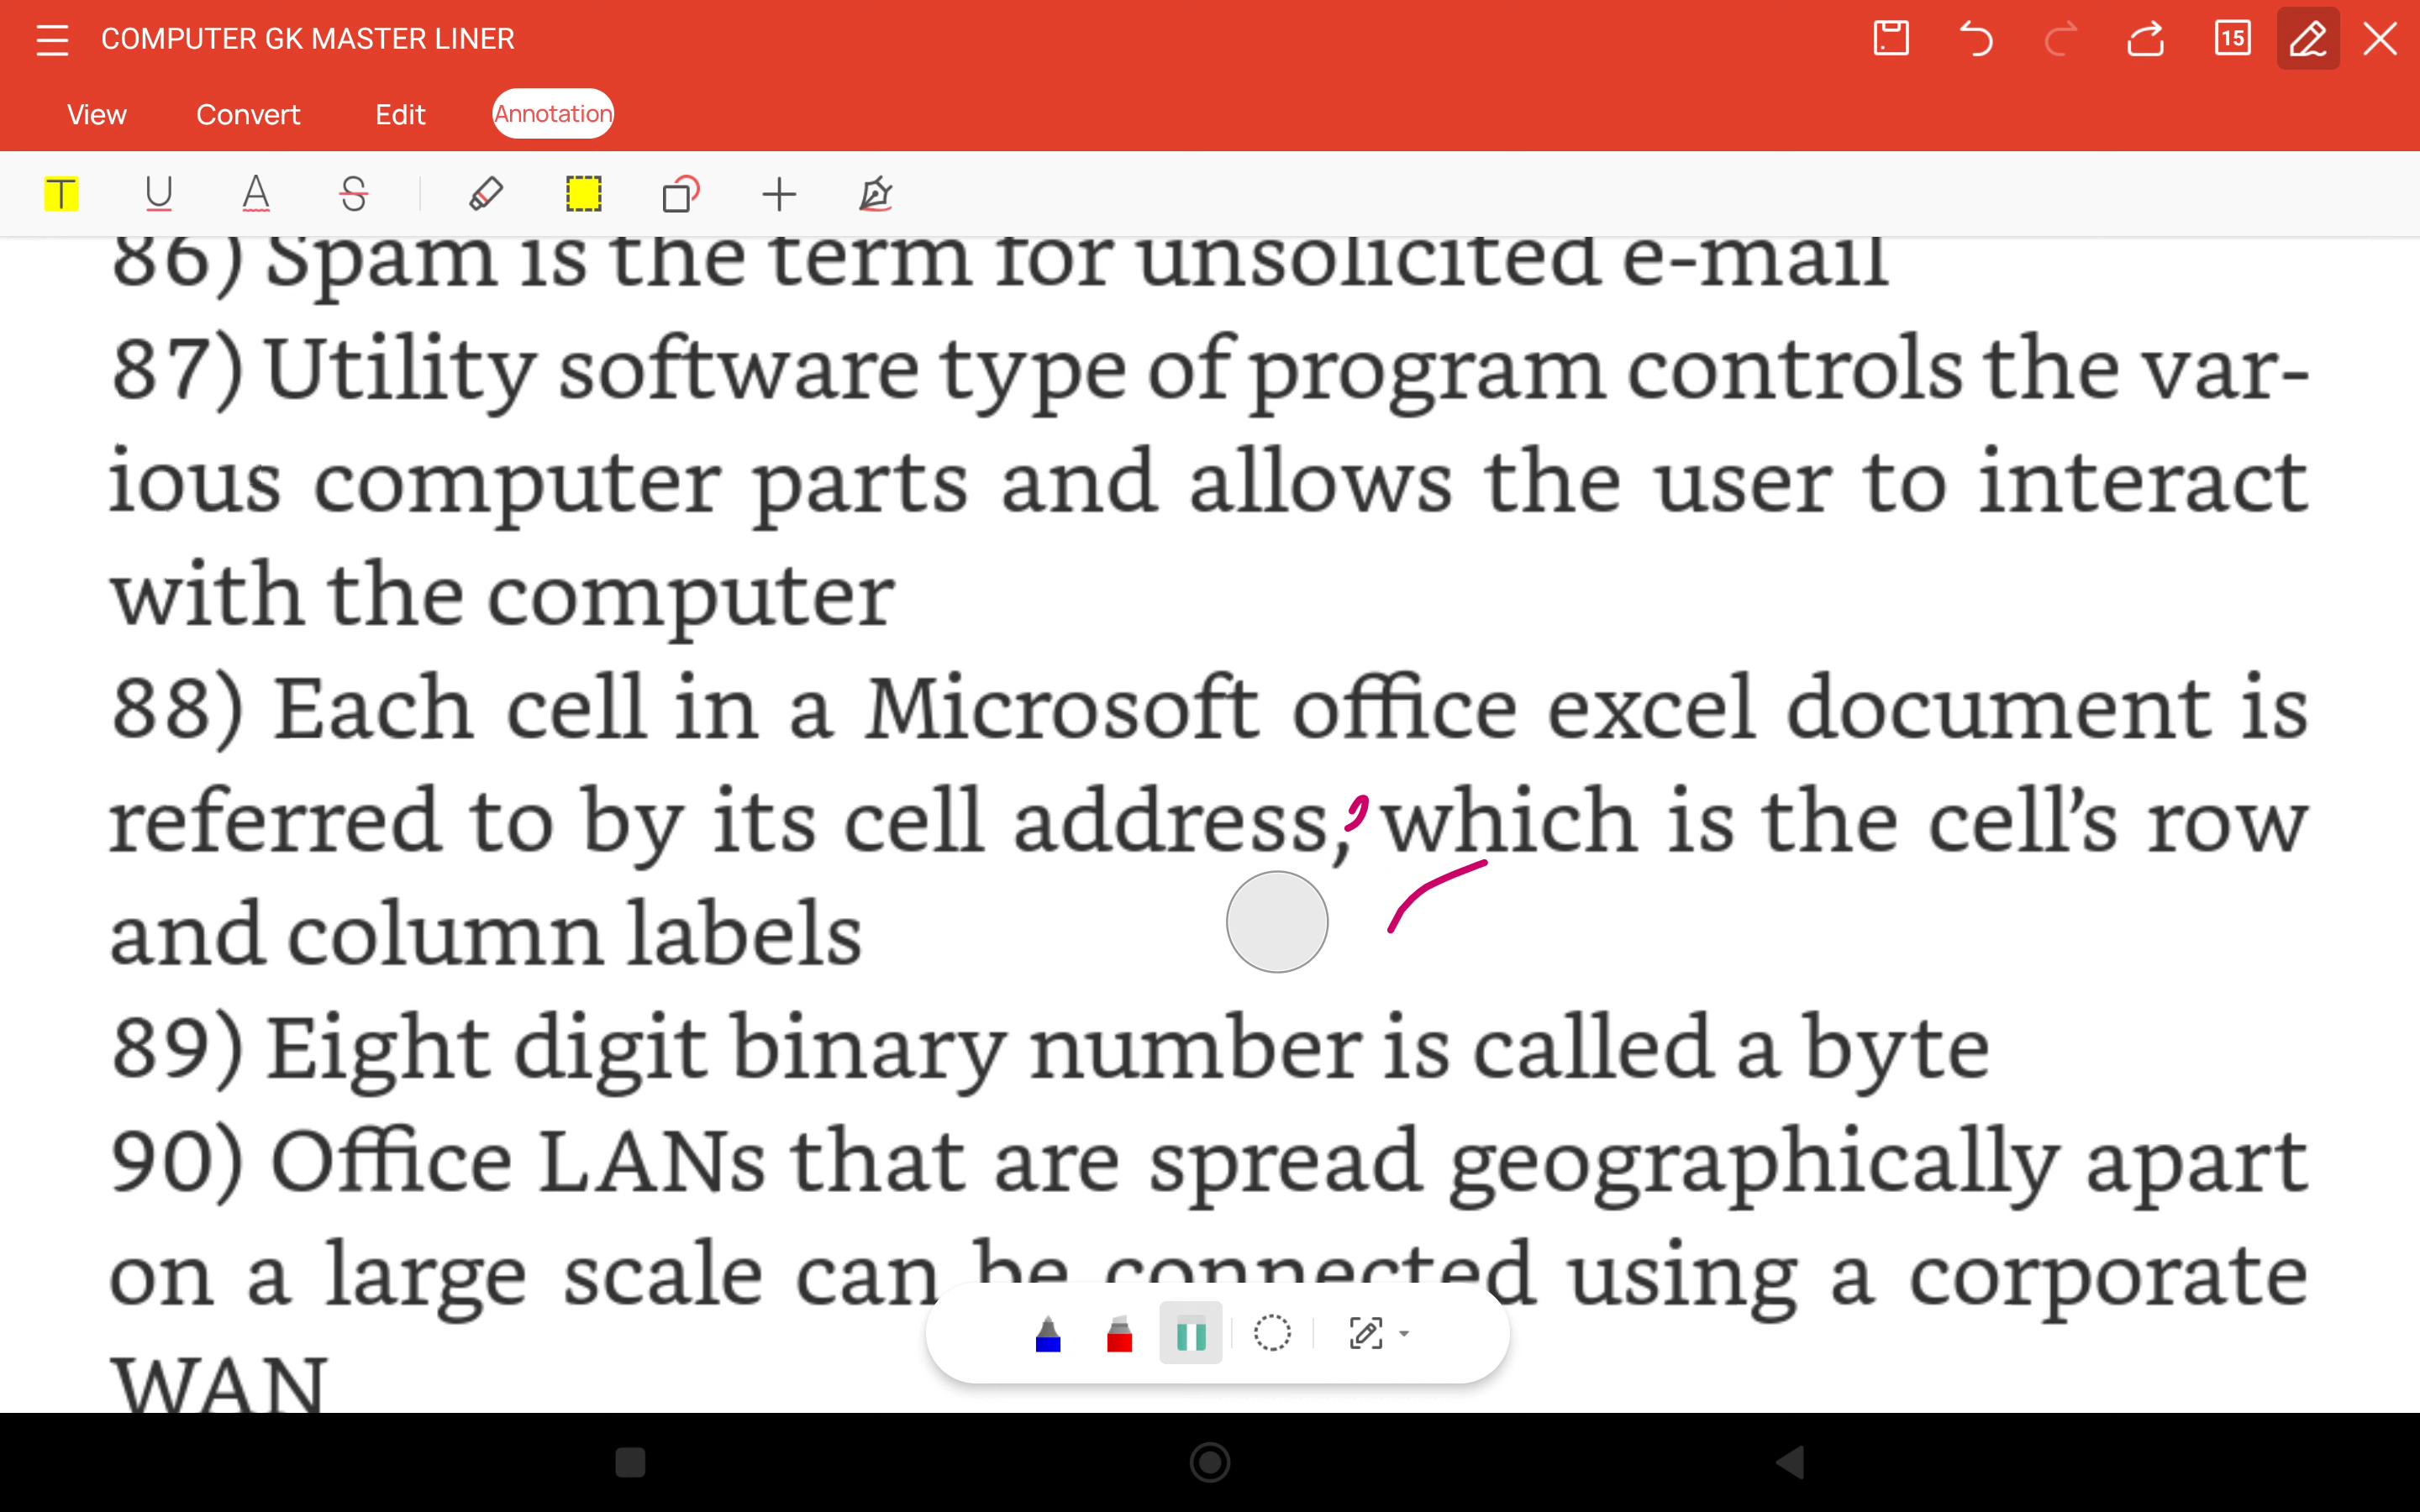 COMPUTER GK MASTER LINER
15
View Convert Edit Annotation
86) Spam is the term for unsolicited e-mail
87) Utility software type of program controls the var-
ious computer parts and allows the user to interact
with the computer
88) Each cell in a Microsoft office excel document is
referred to by its cell address, which is the cell’s row
and column labels
89) Eight digit binary number is called a byte
90) Office LANs that are spread geographically apart
on a large scale can be connected using a corporate
WAN